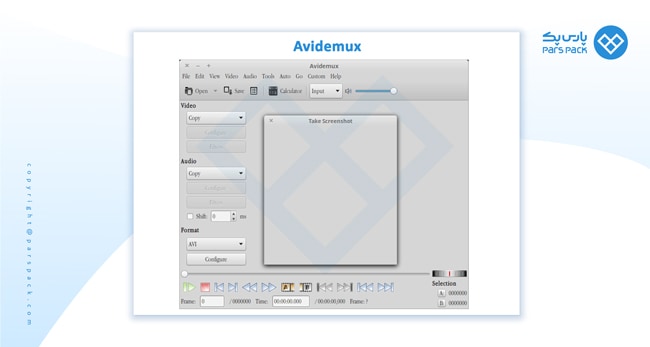 Avidemux
پارس پک
PARS PACK
Avidemux
File Edit View Video Audio Tools Auto Go Custom Help
Open Save Calculator Input
Video
Copy
Configure
Filters
Take Screenshot
Audio
Copy
Configure
Filters
Shift: 0 ms
Format
AVI
Configure
Selection
A: 0000000
B: 0000000
Frame: 0 / 0000000 Time: 00:00:00.000 / 00:00:00.000 Frame: ?
copyright@parspack.com